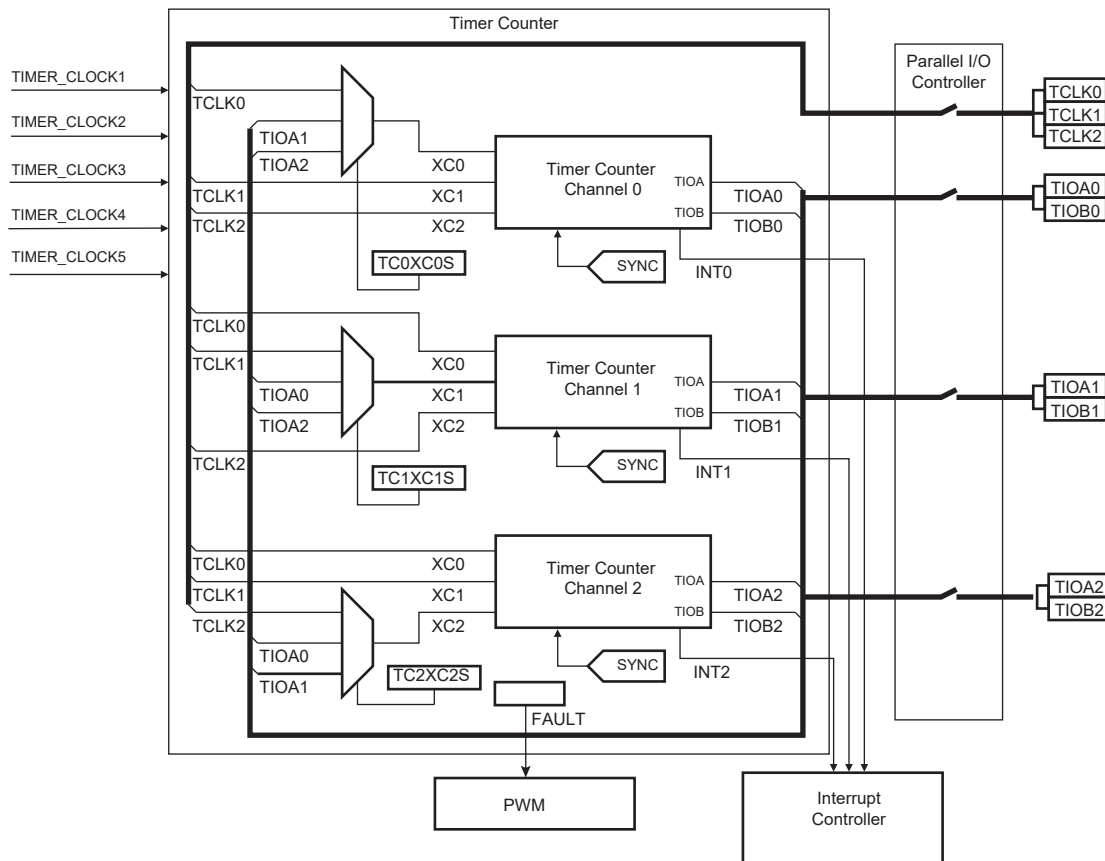 Timer Counter
Parallel I/O
Controller
TIMER_CLOCK1
TIMER_CLOCK2
TIMER_CLOCK3
TIMER_CLOCK4
TIMER_CLOCK5
TCLK0
TIOA1
TIOA2
TCLK1
TCLK2
XC0
XC1
XC2
TC0XC0S
Timer Counter
Channel 0
TIOA
TIOB
TIOA0
TIOB0
SYNC
INT0
TCLK0
TCLK1
TCLK2
TIOA0
TIOB0
TCLK0
TCLK1
TIOA0
TIOA2
TCLK2
XC0
XC1
XC2
TC1XC1S
Timer Counter
Channel 1
TIOA
TIOB
TIOA1
TIOB1
SYNC
INT1
TIOA1
TIOB1
TCLK0
TCLK1
TCLK2
TIOA0
TIOA1
XC0
XC1
XC2
TC2XC2S
Timer Counter
Channel 2
TIOA
TIOB
TIOA2
TIOB2
SYNC
INT2
TIOA2
TIOB2
FAULT
PWM
Interrupt
Controller